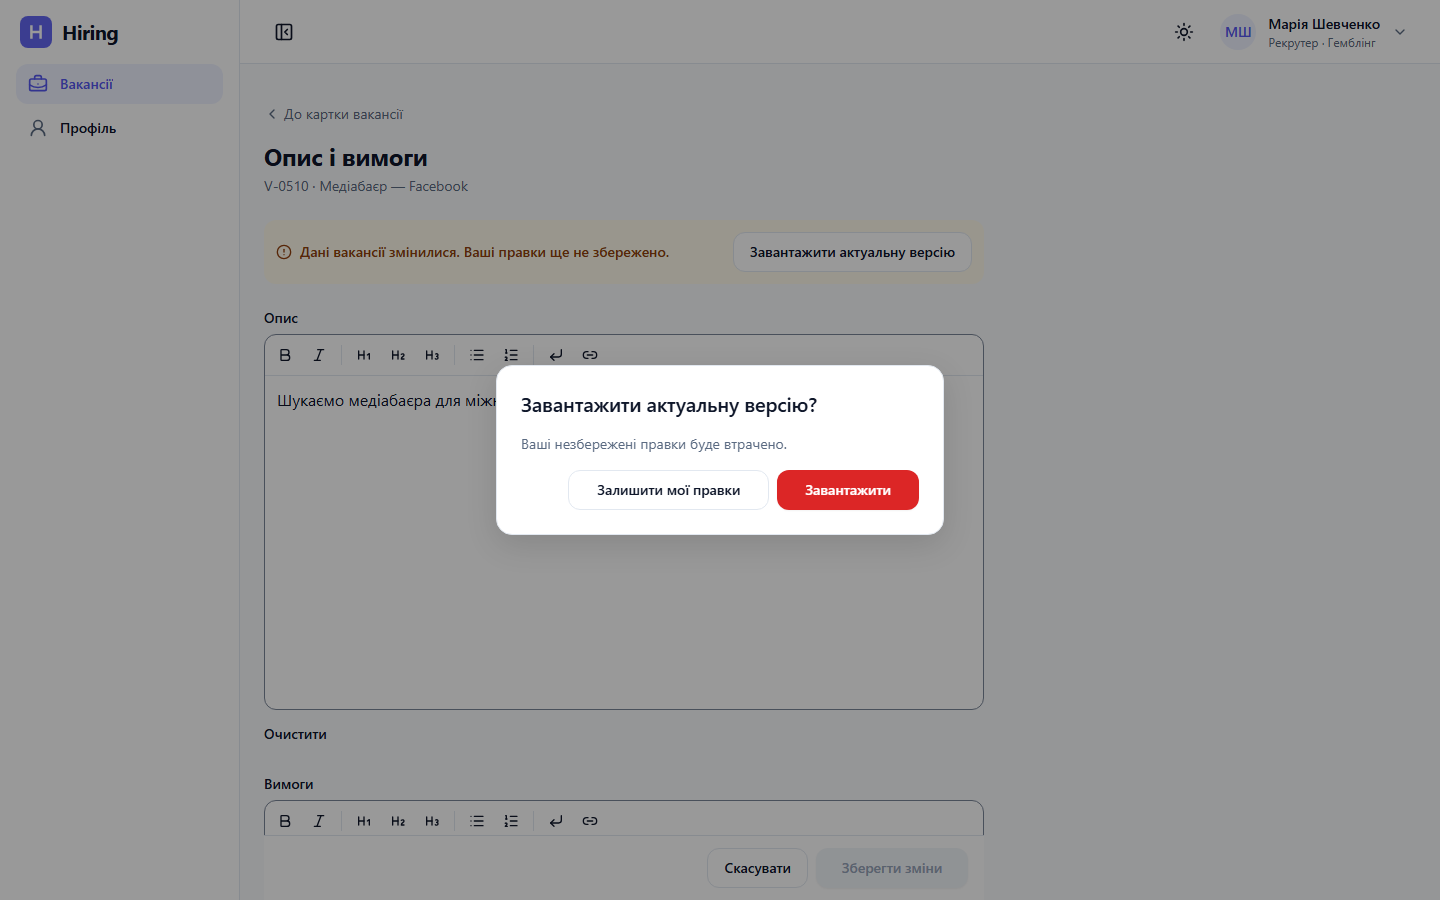 H Hiring
Вакансії
Профіль
МШ
Марія Шевченко
Рекрутер · Гемблінг
До картки вакансії
Опис і вимоги
V-0510 · Медіабаєр — Facebook
Дані вакансії змінилися. Ваші правки ще не збережено.
Завантажити актуальну версію
Опис
B I H1 H2 H3
Шукаємо медіабаєра для
Завантажити актуальну версію?
Ваші незбережені правки буде втрачено.
Залишити мої правки
Завантажити
Очистити
Вимоги
B I H1 H2 H3
Скасувати
Зберегти зміни